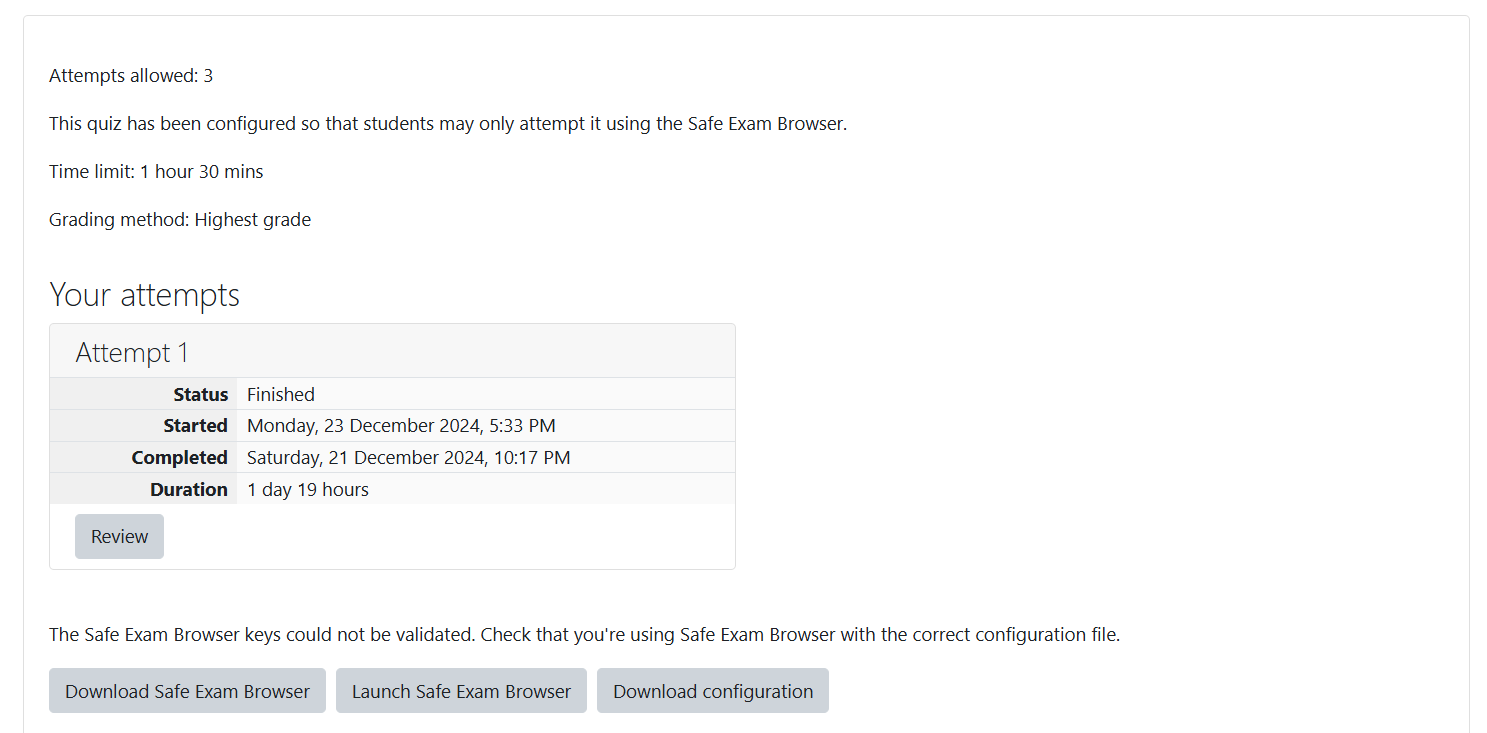 Attempts allowed: 3
This quiz has been configured so that students may only attempt it using the Safe Exam Browser.
Time limit: 1 hour 30 mins
Grading method: Highest grade
Your attempts
Attempt 1
Status Finished
Started Monday, 23 December 2024, 5:33 PM
Completed Saturday, 21 December 2024, 10:17 PM
Duration 1 day 19 hours
Review
The Safe Exam Browser keys could not be validated. Check that you're using Safe Exam Browser with the correct configuration file.
Download Safe Exam Browser Launch Safe Exam Browser Download configuration